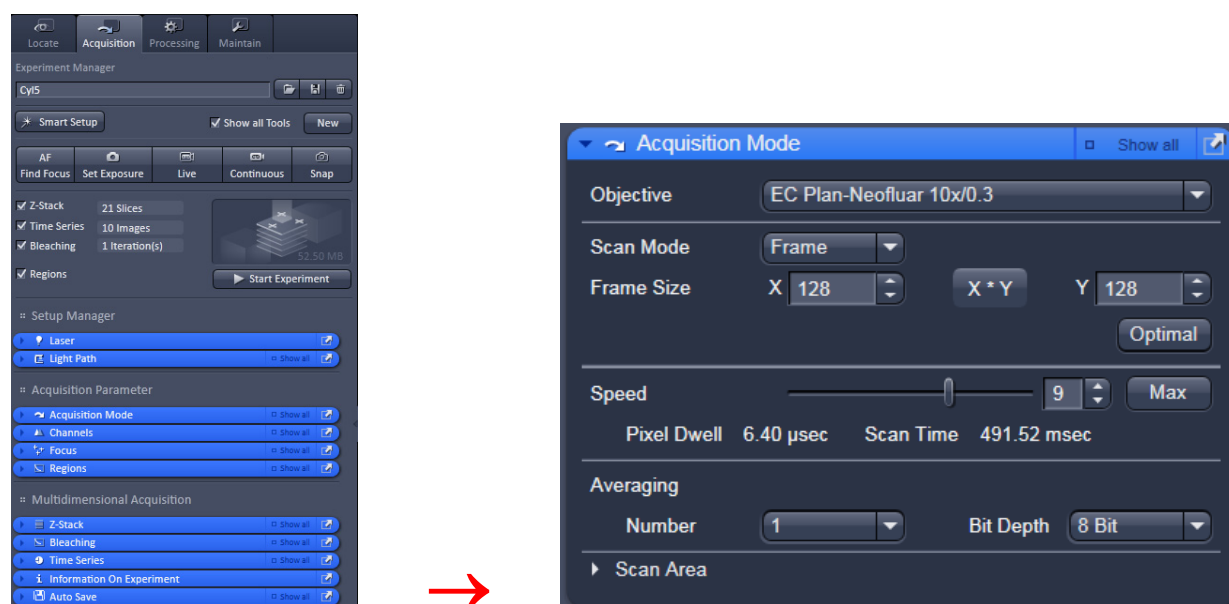 Locate Acquisition Processing Maintain
Experiment Manager
Cyl5
Smart Setup Show all Tools New
AF
Find Focus Set Exposure Live Continuous Snap
Z-Stack 21 Slices
Time Series 10 Images
Bleaching 1 Iteration(s)
52.50 MB
Regions Start Experiment
Setup Manager
Laser
Light Path Show all
Acquisition Parameter
Acquisition Mode Show all
Channels Show all
Focus Show all
Regions Show all
Multidimensional Acquisition
Z-Stack Show all
Bleaching Show all
Time Series Show all
Information On Experiment
Auto Save Show all
Acquisition Mode Show all
Objective EC Plan-Neofluar 10x/0.3
Scan Mode Frame
Frame Size X 128 X * Y Y 128
Optimal
Speed 9 Max
Pixel Dwell 6.40 µsec Scan Time 491.52 msec
Averaging
Number 1 Bit Depth 8 Bit
Scan Area